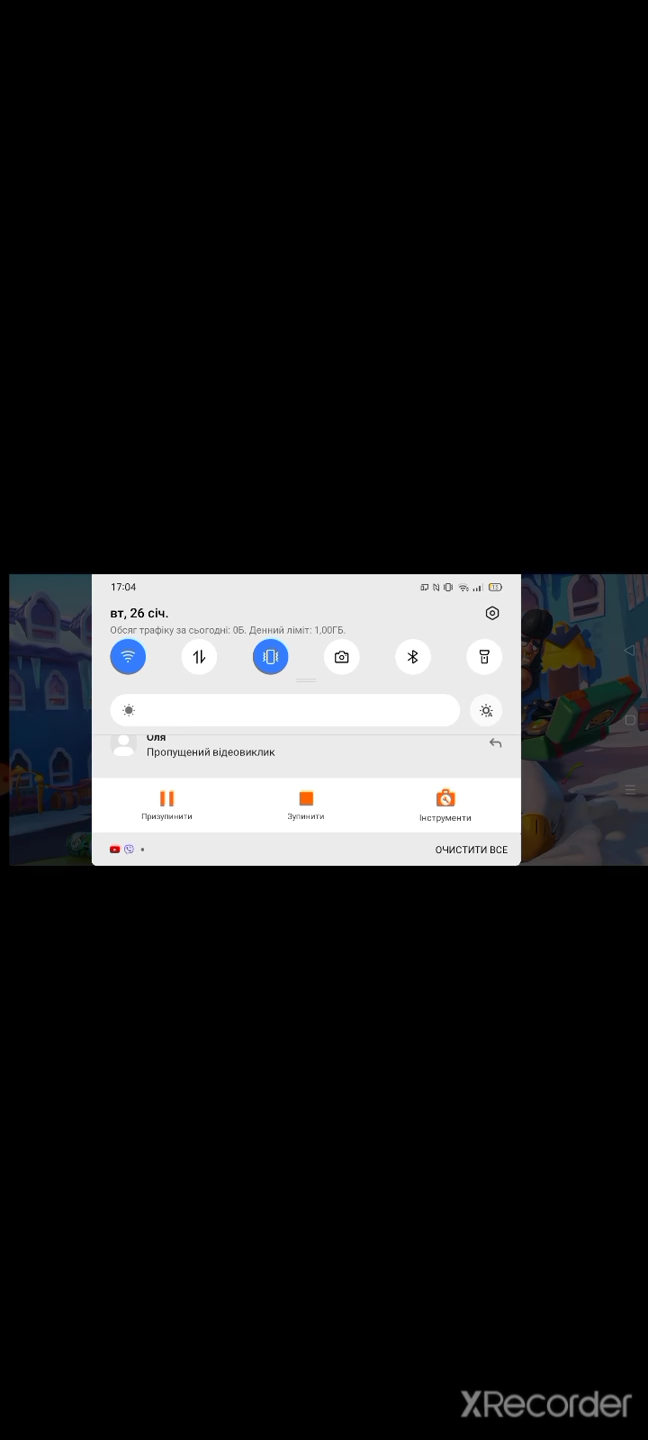 17:04
15
вт, 26 січ.
Обсяг трафіку за сьогодні: 0Б. Денний ліміт: 1,00ГБ.
Оля
Пропущений відеовиклик
Призупинити Зупинити Інструменти
ОЧИСТИТИ ВСЕ
XRecorder